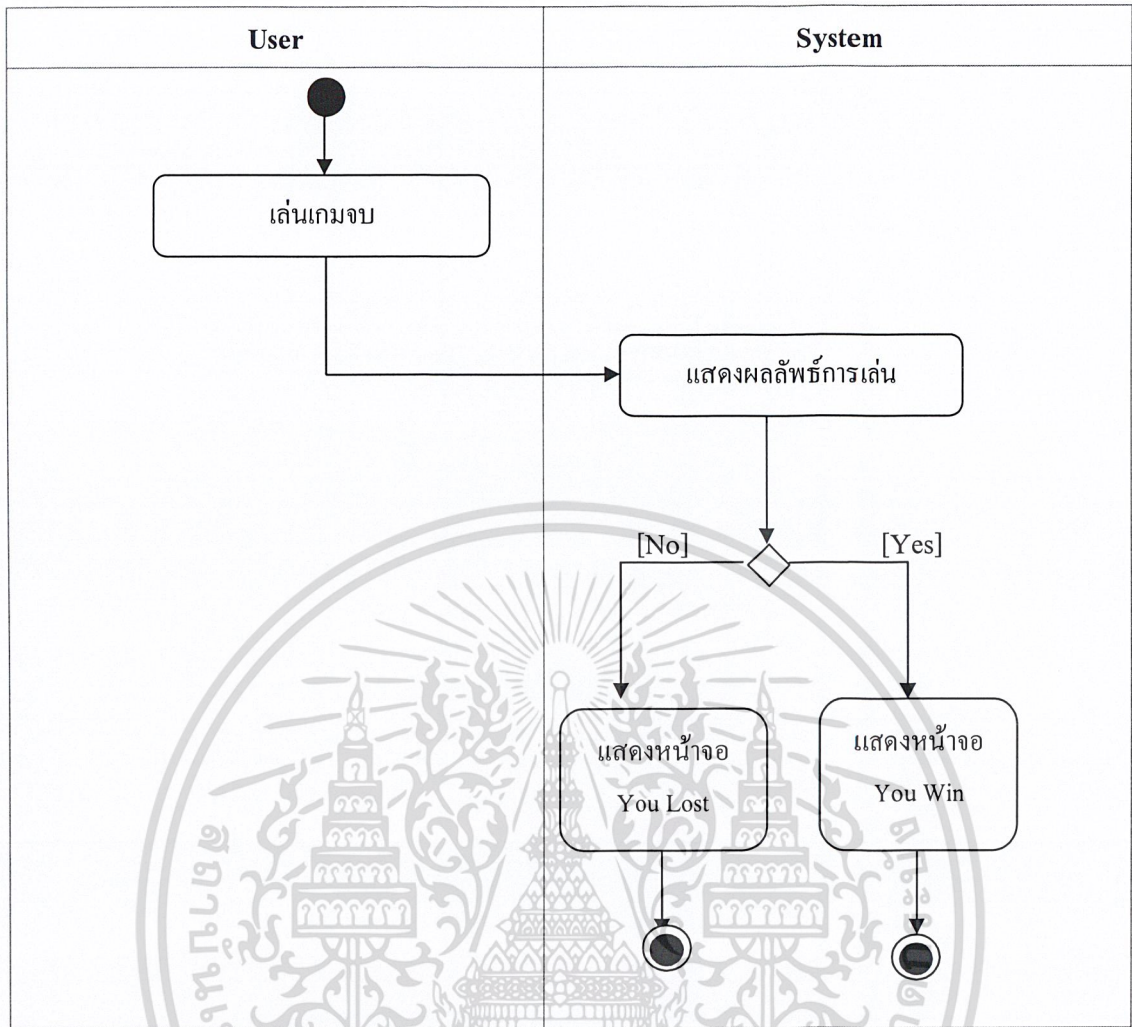 User
System
เล่นเกมจบ
แสดงผลลัพธ์การเล่น
[No]
[Yes]
แสดงหน้าจอ
You Lost
แสดงหน้าจอ
You Win